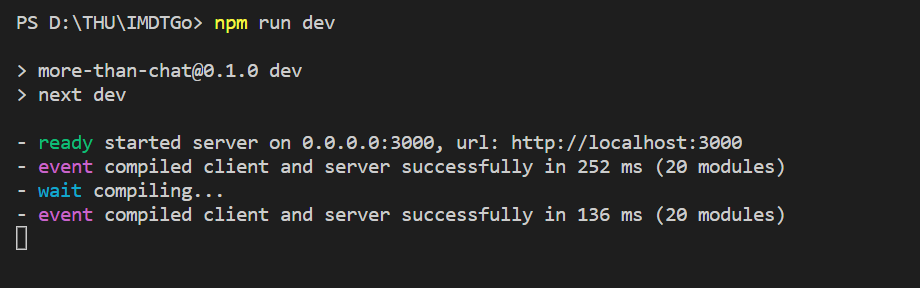 PS D:\THU\IMDTGo> npm run dev
> more-than-chat@0.1.0 dev
> next dev
- ready started server on 0.0.0.0:3000, url: http://localhost:3000
- event compiled client and server successfully in 252 ms (20 modules)
- wait compiling...
- event compiled client and server successfully in 136 ms (20 modules)